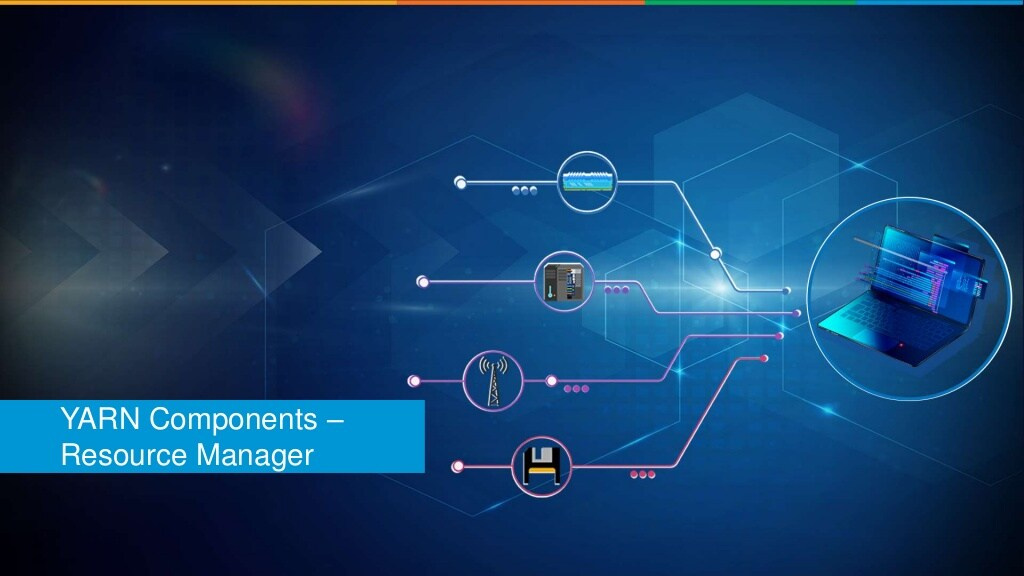 YARN Components –
Resource Manager